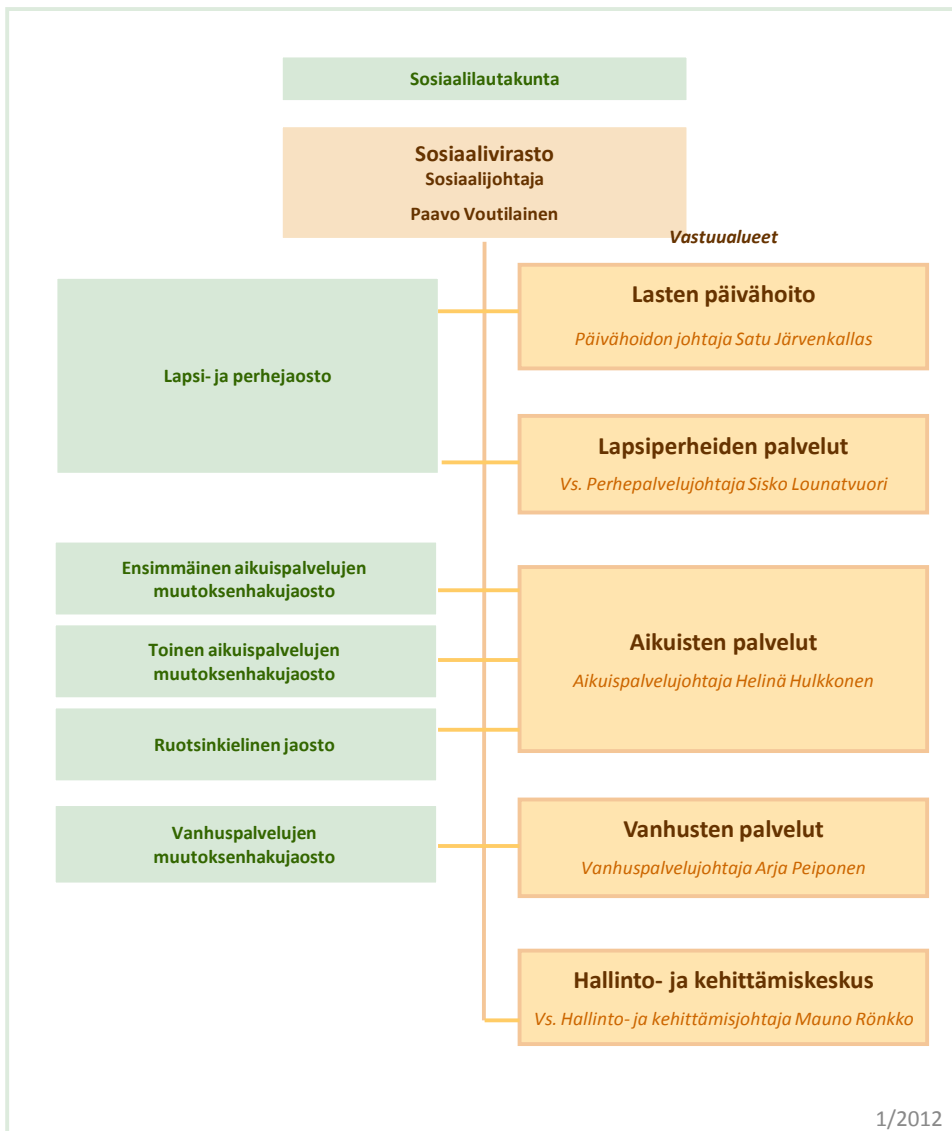 Sosiaalilautakunta
Sosiaalivirasto
Sosiaalijohtaja
Paavo Voutilainen
Vastuualueet
Lasten päivähoito
Päivähoidon johtaja Satu Järvenkallas
Lapsi- ja perhejaosto
Lapsiperheiden palvelut
Vs. Perhepalvelujohtaja Sisko Lounatvuori
Ensimmäinen aikuispalvelujen
muutoksenhakujaosto
Toinen aikuispalvelujen
muutoksenhakujaosto
Ruotsinkielinen jaosto
Aikuisten palvelut
Aikuispalvelujohtaja Helinä Hulkkonen
Vanhuspalvelujen
muutoksenhakujaosto
Vanhusten palvelut
Vanhuspalvelujohtaja Arja Peiponen
Hallinto- ja kehittämiskeskus
Vs. Hallinto- ja kehittämisjohtaja Mauno Rönkko
1/2012